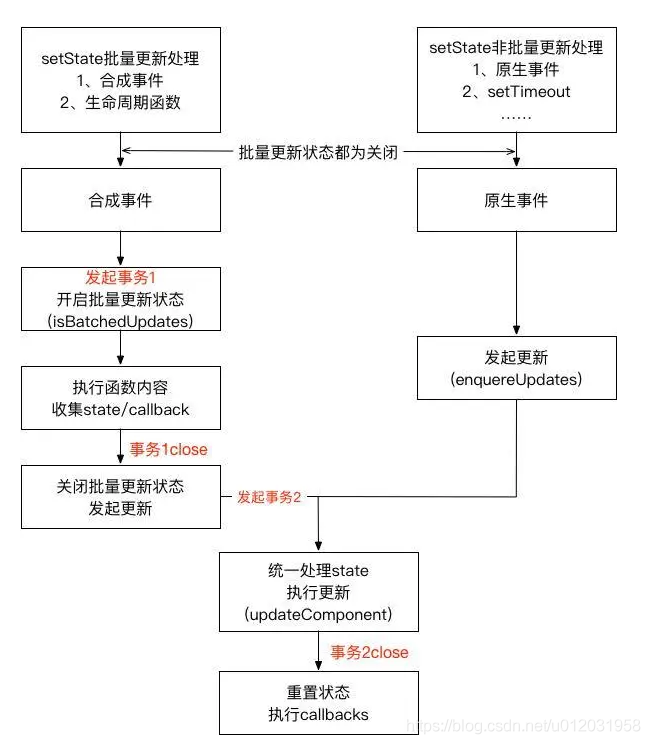 setState批量更新处理
1、合成事件
2、生命周期函数
setState非批量更新处理
1、原生事件
2、setTimeout
……
批量更新状态都为关闭
合成事件
原生事件
发起事务1
开启批量更新状态
（isBatchedUpdates）
发起更新
（enquereUpdates）
执行函数内容
收集state/callback
事务1close
关闭批量更新状态
发起更新
发起事务2
统一处理state
执行更新
（updateComponent）
事务2close
重置状态
执行callbacks
https://blog.csdn.net/u012031958